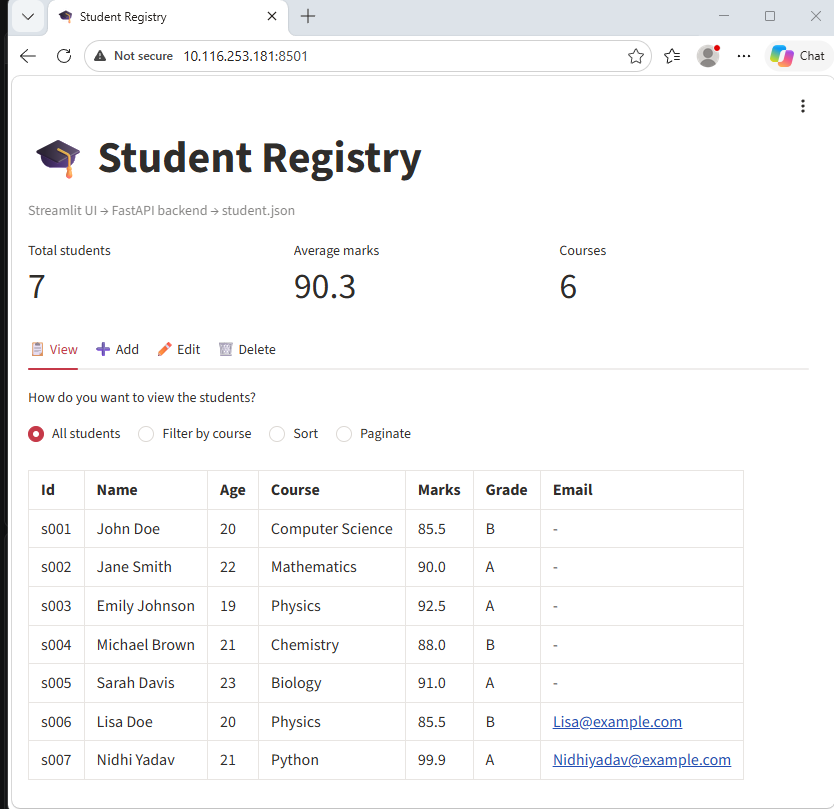 Student Registry
Not secure 10.116.253.181:8501
Chat
Student Registry
Streamlit UI → FastAPI backend → student.json
Total students Average marks Courses
7 90.3 6
View Add Edit Delete
How do you want to view the students?
All students Filter by course Sort Paginate
Id Name Age Course Marks Grade Email
s001 John Doe 20 Computer Science 85.5 B -
s002 Jane Smith 22 Mathematics 90.0 A -
s003 Emily Johnson 19 Physics 92.5 A -
s004 Michael Brown 21 Chemistry 88.0 B -
s005 Sarah Davis 23 Biology 91.0 A -
s006 Lisa Doe 20 Physics 85.5 B Lisa@example.com
s007 Nidhi Yadav 21 Python 99.9 A Nidhiyadav@example.com